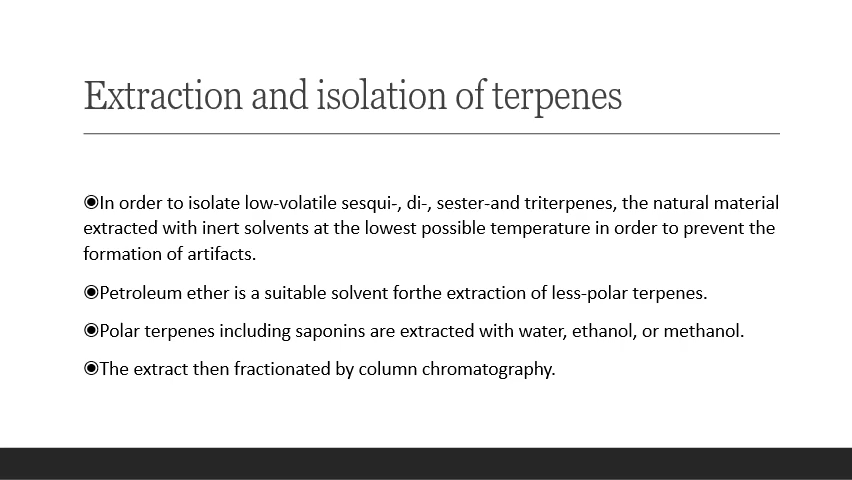 Extraction and isolation of terpenes
◉In order to isolate low-volatile sesqui-, di-, sester-and triterpenes, the natural material
extracted with inert solvents at the lowest possible temperature in order to prevent the
formation of artifacts.
◉Petroleum ether is a suitable solvent forthe extraction of less-polar terpenes.
◉Polar terpenes including saponins are extracted with water, ethanol, or methanol.
◉The extract then fractionated by column chromatography.